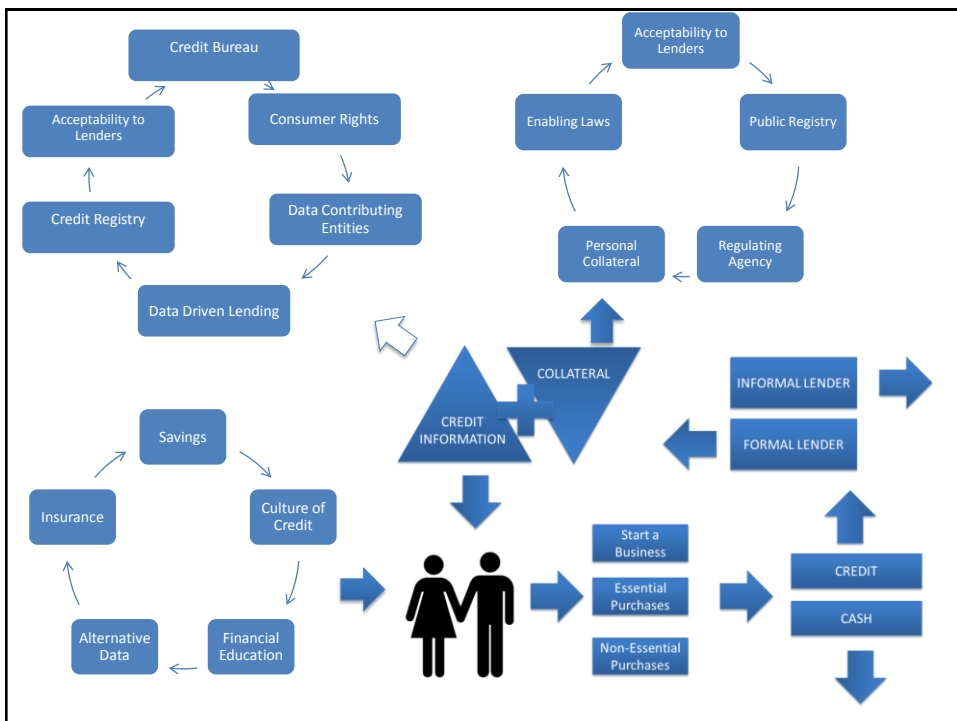 Credit Bureau
Consumer Rights
Data Contributing
Entities
Data Driven Lending
Credit Registry
Acceptability to
Lenders
Acceptability to
Lenders
Public Registry
Regulating
Agency
Personal
Collateral
Enabling Laws
CREDIT
INFORMATION
COLLATERAL
INFORMAL LENDER
FORMAL LENDER
Savings
Culture of
Credit
Financial
Education
Alternative
Data
Insurance
Start a
Business
Essential
Purchases
Non-Essential
Purchases
CREDIT
CASH